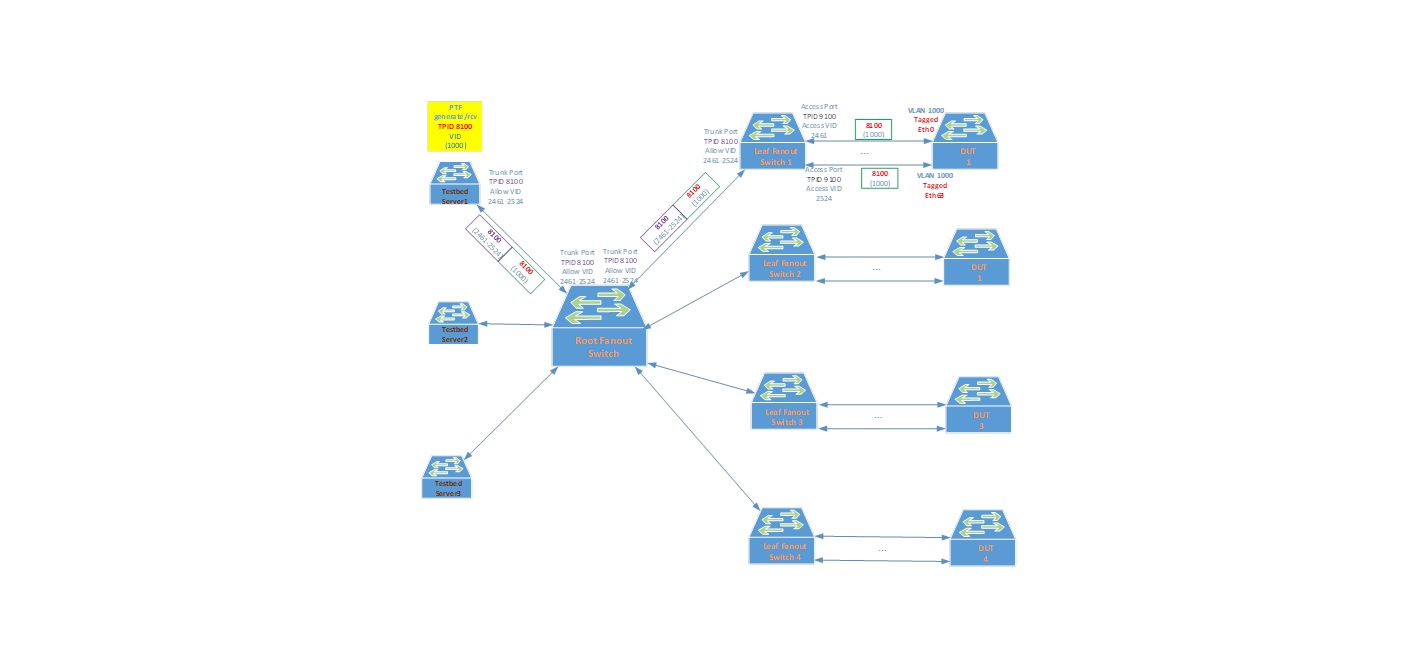 PTF
generate/rcv
TPID 8100
VID
(1000)
Testbed
Server1
Trunk Port
TPID 8100
Allow VID
2461-2524
8100
(2461-2524)
8100
(1000)
Trunk Port
TPID 8100
Allow VID
2461-2524
Trunk Port
TPID 8100
Allow VID
2461-2524
Root Fanout
Switch
8100
(2461-2524)
8100
(1000)
Trunk Port
TPID 8100
Allow VID
2461-2524
Leaf Fanout
Switch 1
Access Port
TPID 9100
Access VID
2461
8100
(1000)
...
VLAN 1000
Tagged
Eth0
DUT
1
Access Port
TPID 9100
Access VID
2524
8100
(1000)
VLAN 1000
Tagged
Eth63
Leaf Fanout
Switch 2
...
DUT
1
Testbed
Server2
Leaf Fanout
Switch 3
...
DUT
3
Testbed
Server3
Leaf Fanout
Switch 4
...
DUT
4